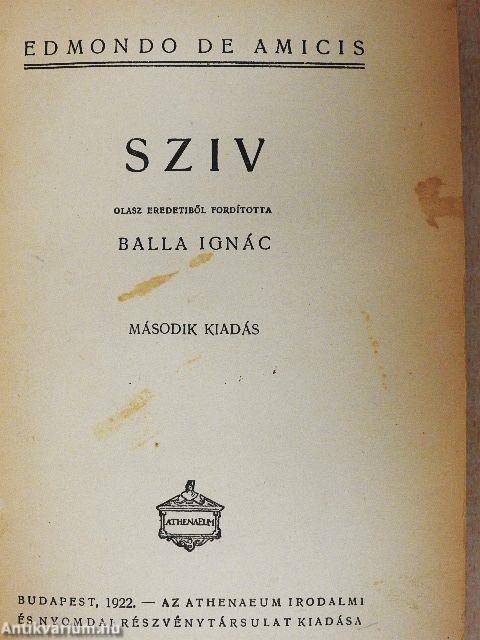 EDMONDO DE AMICIS
SZIV
OLASZ EREDETIBŐL FORDÍTOTTA
BALLA IGNÁC
MÁSODIK KIADÁS
ATHENAEUM
BUDAPEST, 1922. — AZ ATHENAEUM IRODALMI
ÉS NYOMDAI RÉSZVÉNYTÁRSULAT KIADÁSA
Antikvarium.hu